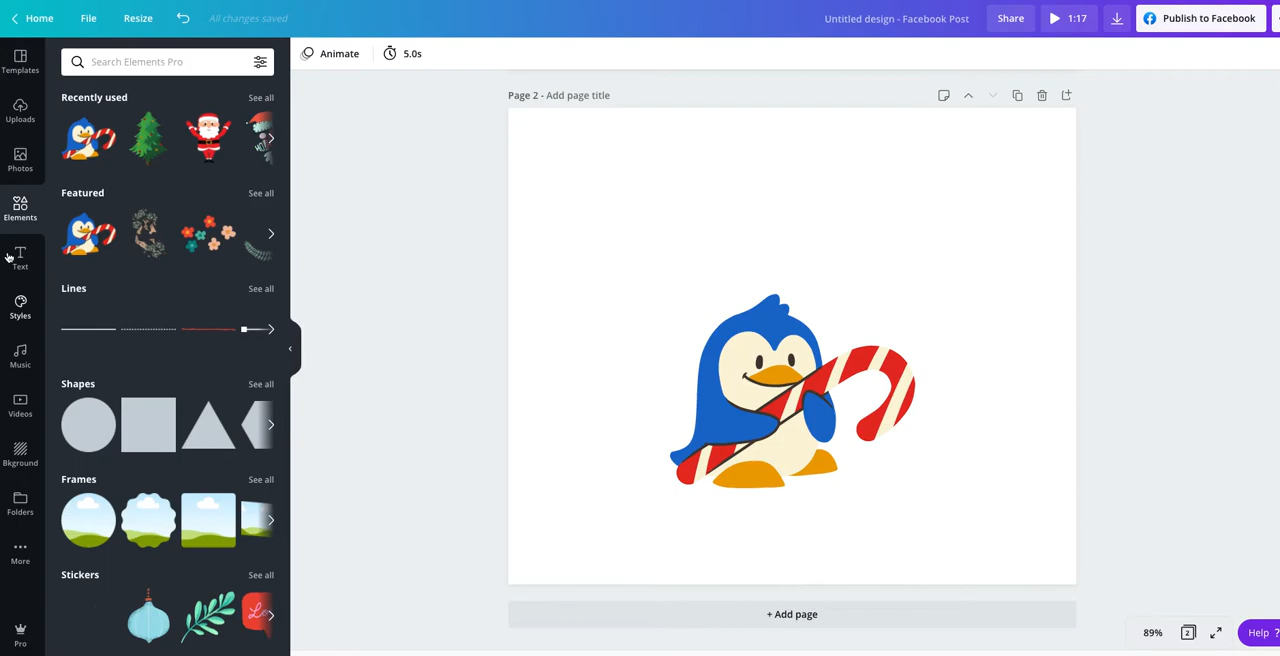 Home File Resize All changes saved Untitled design - Facebook Post Share 1:17 Publish to Facebook
Animate 5.0s
Templates
Uploads
Photos
Elements
Text
Styles
Music
Videos
Bkground
Folders
More
Pro
Search Elements Pro
Recently used See all
Featured See all
Lines See all
Shapes See all
Frames See all
Stickers See all
Page 2 - Add page title
+ Add page
89% 2 Help ?